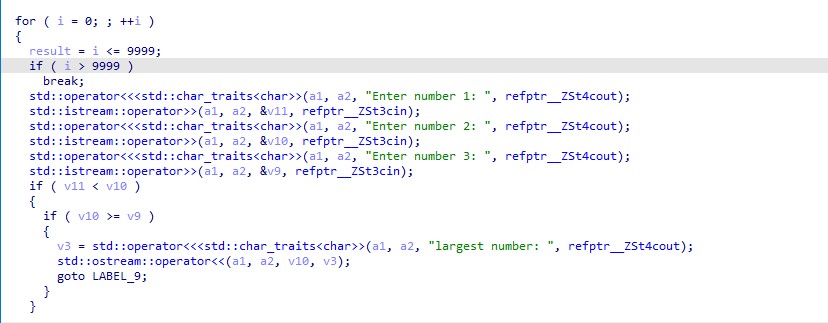 for ( i = 0; ; ++i )
{
  result = i <= 9999;
  if ( i > 9999 )
    break;
  std::operator<<<std::char_traits<char>>(a1, a2, "Enter number 1: ", refptr__ZSt4cout);
  std::istream::operator>>(a1, a2, &v11, refptr__ZSt3cin);
  std::operator<<<std::char_traits<char>>(a1, a2, "Enter number 2: ", refptr__ZSt4cout);
  std::istream::operator>>(a1, a2, &v10, refptr__ZSt3cin);
  std::operator<<<std::char_traits<char>>(a1, a2, "Enter number 3: ", refptr__ZSt4cout);
  std::istream::operator>>(a1, a2, &v9, refptr__ZSt3cin);
  if ( v11 < v10 )
  {
    if ( v10 >= v9 )
    {
      v3 = std::operator<<<std::char_traits<char>>(a1, a2, "largest number: ", refptr__ZSt4cout);
      std::ostream::operator<<(a1, a2, v10, v3);
      goto LABEL_9;
    }
  }